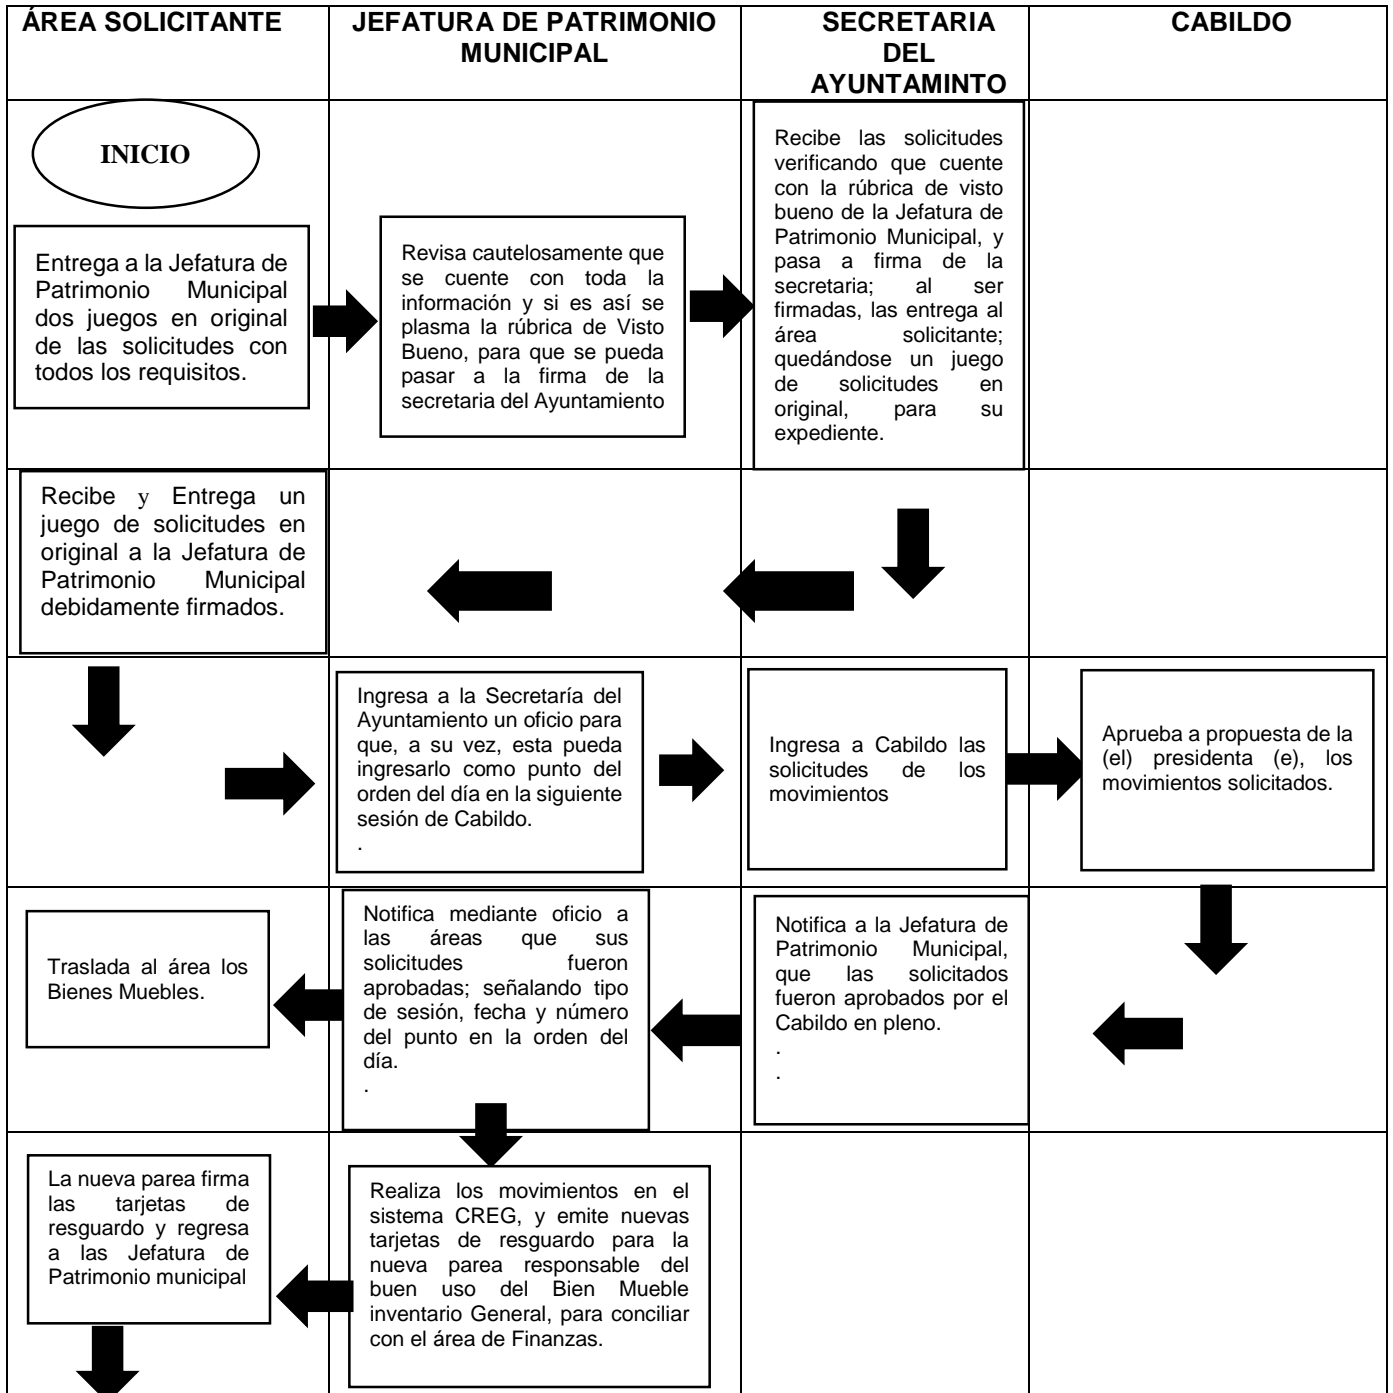 ÁREA SOLICITANTE
JEFATURA DE PATRIMONIO
MUNICIPAL
SECRETARIA
DEL
AYUNTAMINTO
CABILDO
INICIO
Entrega a la Jefatura de
Patrimonio Municipal
dos juegos en original
de las solicitudes con
todos los requisitos.
Revisa cautelosamente que
se cuente con toda la
información y si es así se
plasma la rúbrica de Visto
Bueno, para que se pueda
pasar a la firma de la
secretaria del Ayuntamiento
Recibe las solicitudes
verificando que cuente
con la rúbrica de visto
bueno de la Jefatura de
Patrimonio Municipal, y
pasa a firma de la
secretaria; al ser
firmadas, las entrega al
área solicitante;
quedándose un juego
de solicitudes en
original, para su
expediente.
Recibe y Entrega un
juego de solicitudes en
original a la Jefatura de
Patrimonio Municipal
debidamente firmados.
Ingresa a la Secretaría del
Ayuntamiento un oficio para
que, a su vez, esta pueda
ingresarlo como punto del
orden del día en la siguiente
sesión de Cabildo.
.
Ingresa a Cabildo las
solicitudes de los
movimientos
Aprueba a propuesta de la
(el) presidenta (e), los
movimientos solicitados.
Traslada al área los
Bienes Muebles.
Notifica mediante oficio a
las áreas que sus
solicitudes fueron
aprobadas; señalando tipo
de sesión, fecha y número
del punto en la orden del
día.
.
Notifica a la Jefatura de
Patrimonio Municipal,
que las solicitados
fueron aprobados por el
Cabildo en pleno.
.
.
La nueva parea firma
las tarjetas de
resguardo y regresa
a las Jefatura de
Patrimonio municipal
Realiza los movimientos en el
sistema CREG, y emite nuevas
tarjetas de resguardo para la
nueva parea responsable del
buen uso del Bien Mueble
inventario General, para conciliar
con el área de Finanzas.